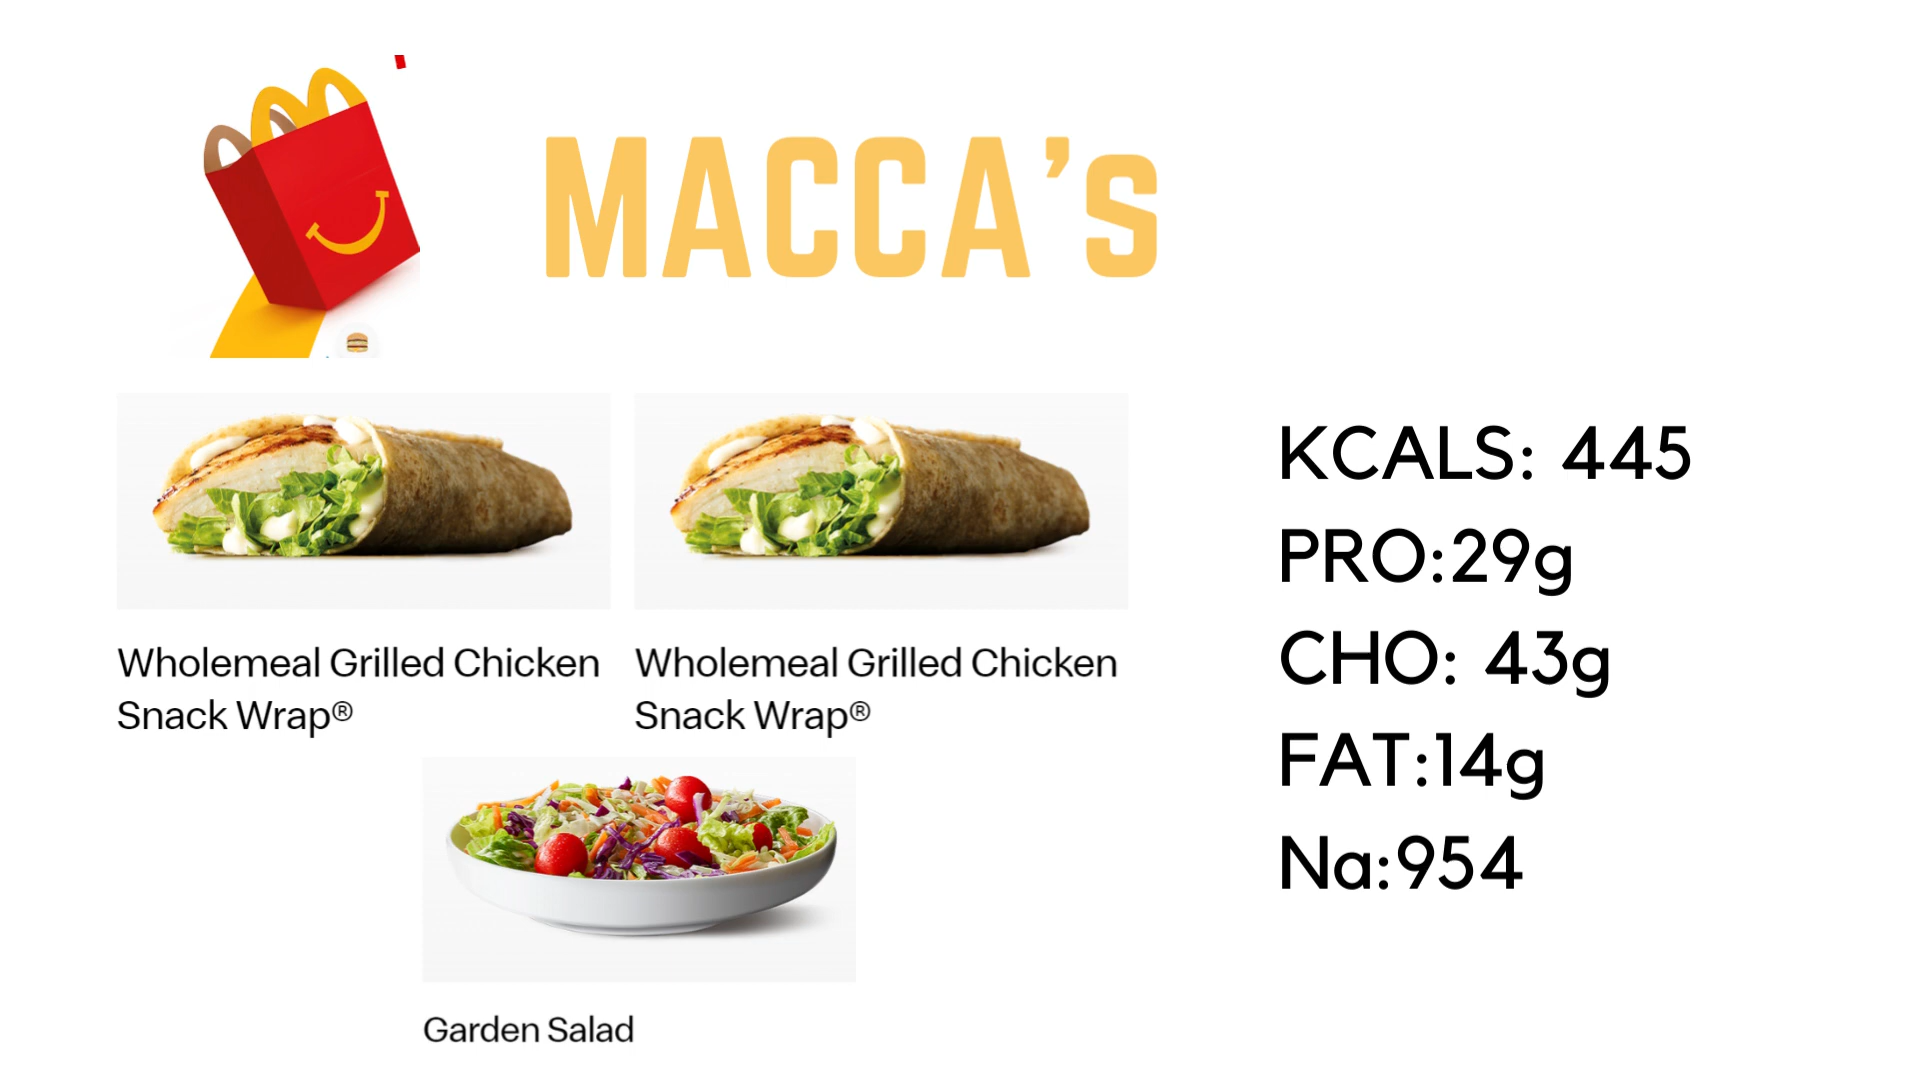 MACCA's
Wholemeal Grilled Chicken
Snack Wrap®
Wholemeal Grilled Chicken
Snack Wrap®
Garden Salad
KCALS: 445
PRO:29g
CHO: 43g
FAT:14g
Na:954